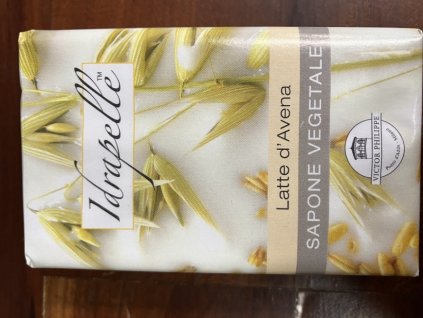 Idrapelle™
Latte d'Avena
SAPONE VEGETALE
VICTOR PHILIPPE